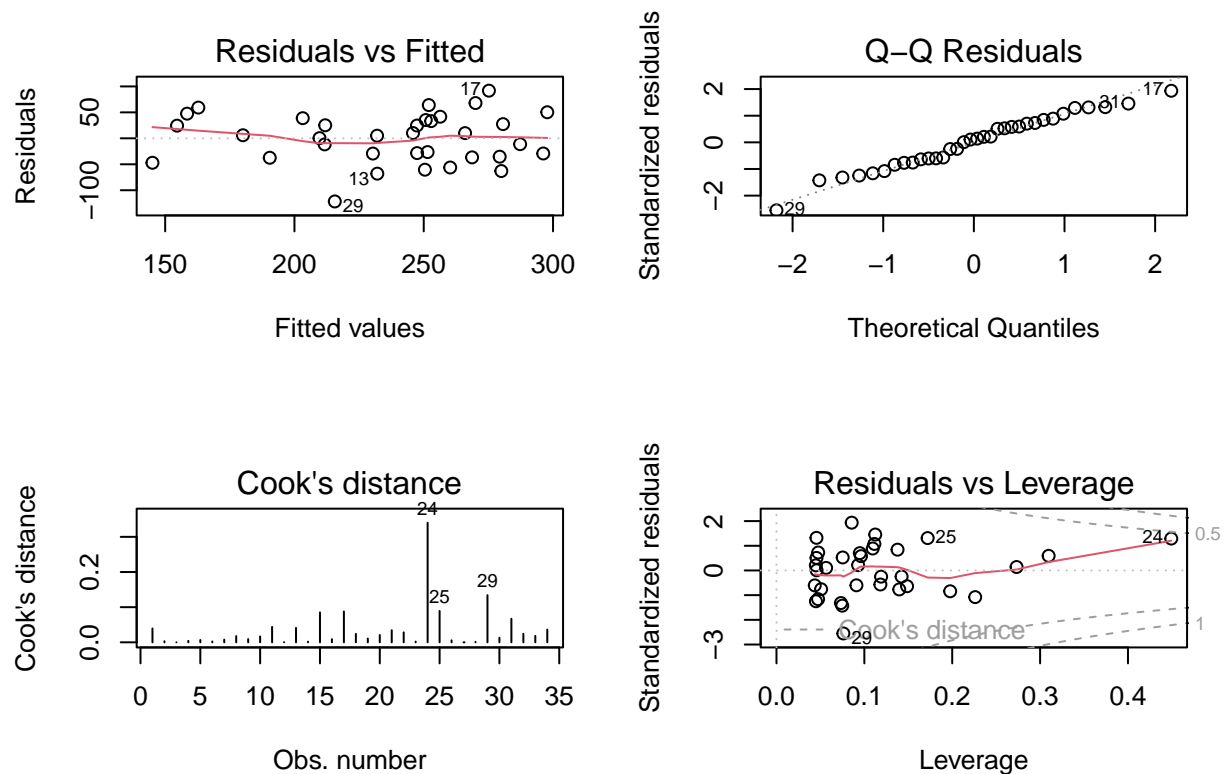 Residuals vs Fitted
Residuals
50
−100
17
13
29
150 200 250 300
Fitted values
Q−Q Residuals
Standardized residuals
2
0
−2
31
17
29
−2 −1 0 1 2
Theoretical Quantiles
Cook's distance
Cook's distance
0.2
0.0
24
25
29
0 5 10 15 20 25 30 35
Obs. number
Residuals vs Leverage
Standardized residuals
2
0
−3
25
24
0.5
29
Cook's distance
1
0.0 0.1 0.2 0.3 0.4
Leverage